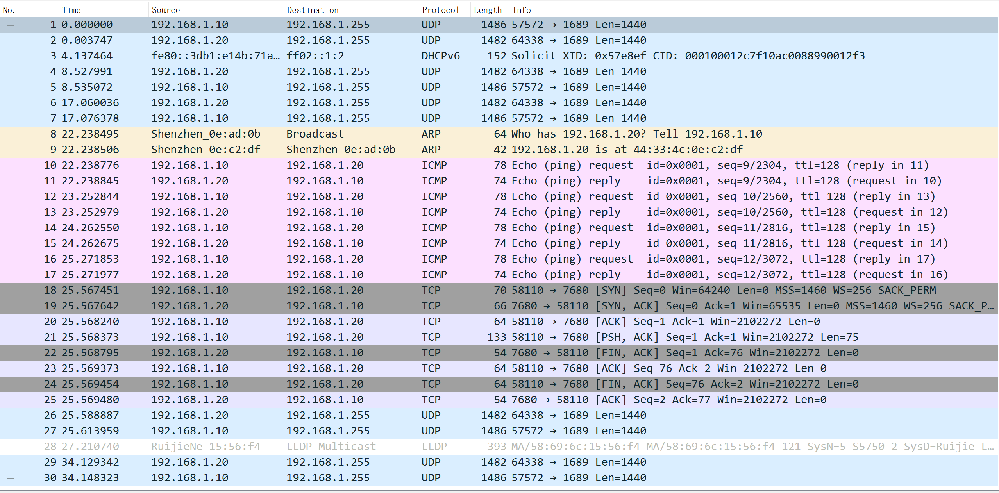 No. Time Source Destination Protocol Length Info
1 0.000000 192.168.1.10 192.168.1.255 UDP 1486 57572 → 1689 Len=1440
2 0.003747 192.168.1.20 192.168.1.255 UDP 1482 64338 → 1689 Len=1440
3 4.137464 fe80::3db1:e14b:71a… ff02::1:2 DHCPv6 152 Solicit XID: 0x57e8ef CID: 000100012c7f10ac0088990012f3
4 8.527991 192.168.1.20 192.168.1.255 UDP 1482 64338 → 1689 Len=1440
5 8.535072 192.168.1.10 192.168.1.255 UDP 1486 57572 → 1689 Len=1440
6 17.060036 192.168.1.20 192.168.1.255 UDP 1482 64338 → 1689 Len=1440
7 17.076378 192.168.1.10 192.168.1.255 UDP 1486 57572 → 1689 Len=1440
8 22.238495 Shenzhen_0e:ad:0b Broadcast ARP 64 Who has 192.168.1.20? Tell 192.168.1.10
9 22.238506 Shenzhen_0e:c2:df Shenzhen_0e:ad:0b ARP 42 192.168.1.20 is at 44:33:4c:0e:c2:df
10 22.238776 192.168.1.10 192.168.1.20 ICMP 78 Echo (ping) request id=0x0001, seq=9/2304, ttl=128 (reply in 11)
11 22.238845 192.168.1.20 192.168.1.10 ICMP 74 Echo (ping) reply id=0x0001, seq=9/2304, ttl=128 (request in 10)
12 23.252844 192.168.1.10 192.168.1.20 ICMP 78 Echo (ping) request id=0x0001, seq=10/2560, ttl=128 (reply in 13)
13 23.252979 192.168.1.20 192.168.1.10 ICMP 74 Echo (ping) reply id=0x0001, seq=10/2560, ttl=128 (request in 12)
14 24.262550 192.168.1.10 192.168.1.20 ICMP 78 Echo (ping) request id=0x0001, seq=11/2816, ttl=128 (reply in 15)
15 24.262675 192.168.1.20 192.168.1.10 ICMP 74 Echo (ping) reply id=0x0001, seq=11/2816, ttl=128 (request in 14)
16 25.271853 192.168.1.10 192.168.1.20 ICMP 78 Echo (ping) request id=0x0001, seq=12/3072, ttl=128 (reply in 17)
17 25.271977 192.168.1.20 192.168.1.10 ICMP 74 Echo (ping) reply id=0x0001, seq=12/3072, ttl=128 (request in 16)
18 25.567451 192.168.1.10 192.168.1.20 TCP 70 58110 → 7680 [SYN] Seq=0 Win=64240 Len=0 MSS=1460 WS=256 SACK_PERM
19 25.567642 192.168.1.20 192.168.1.10 TCP 66 7680 → 58110 [SYN, ACK] Seq=0 Ack=1 Win=65535 Len=0 MSS=1460 WS=256 SACK_P…
20 25.568240 192.168.1.10 192.168.1.20 TCP 64 58110 → 7680 [ACK] Seq=1 Ack=1 Win=2102272 Len=0
21 25.568373 192.168.1.10 192.168.1.20 TCP 133 58110 → 7680 [PSH, ACK] Seq=1 Ack=1 Win=2102272 Len=75
22 25.568795 192.168.1.20 192.168.1.10 TCP 54 7680 → 58110 [FIN, ACK] Seq=1 Ack=76 Win=2102272 Len=0
23 25.569373 192.168.1.10 192.168.1.20 TCP 64 58110 → 7680 [ACK] Seq=76 Ack=2 Win=2102272 Len=0
24 25.569454 192.168.1.10 192.168.1.20 TCP 64 58110 → 7680 [FIN, ACK] Seq=76 Ack=2 Win=2102272 Len=0
25 25.569480 192.168.1.20 192.168.1.10 TCP 54 7680 → 58110 [ACK] Seq=2 Ack=77 Win=2102272 Len=0
26 25.588887 192.168.1.20 192.168.1.255 UDP 1482 64338 → 1689 Len=1440
27 25.613959 192.168.1.10 192.168.1.255 UDP 1486 57572 → 1689 Len=1440
28 27.210740 RuijieNe_15:56:f4 LLDP_Multicast LLDP 393 MA/58:69:6c:15:56:f4 MA/58:69:6c:15:56:f4 121 SysN=5-S5750-2 SysD=Ruijie L…
29 34.129342 192.168.1.20 192.168.1.255 UDP 1482 64338 → 1689 Len=1440
30 34.148323 192.168.1.10 192.168.1.255 UDP 1486 57572 → 1689 Len=1440